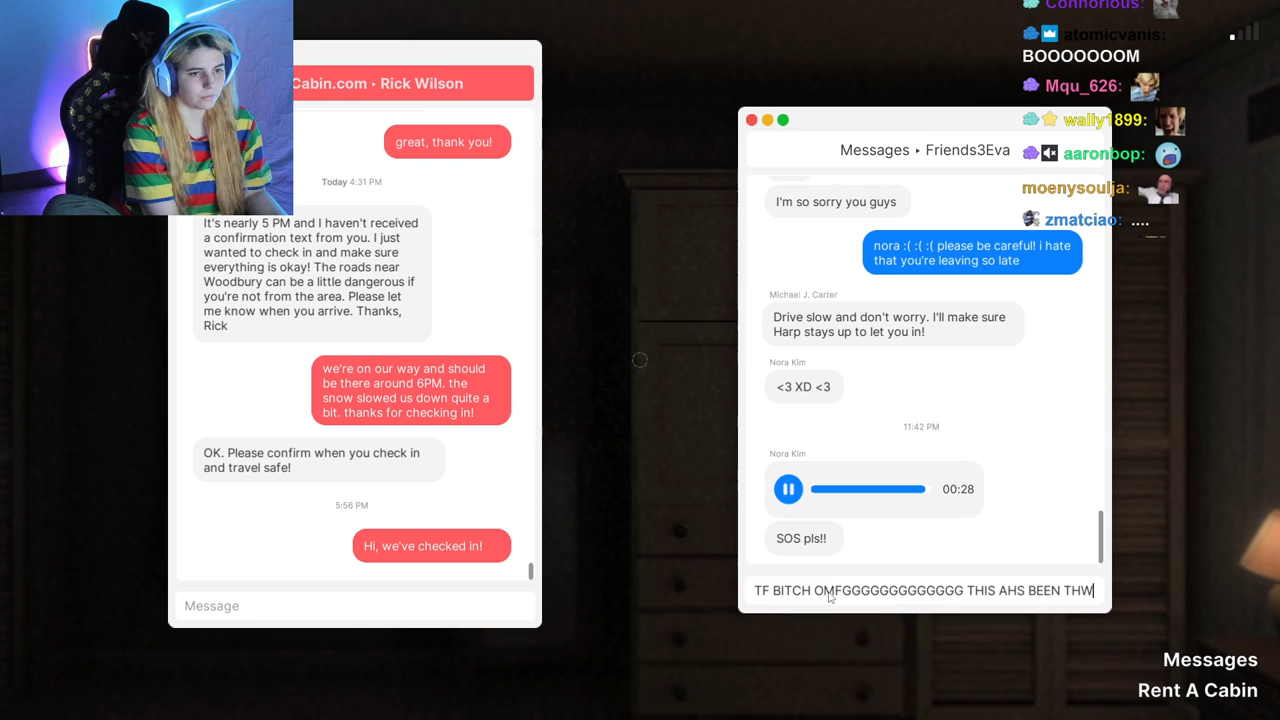 Cabin.com ▸ Rick Wilson
great, thank you!
Today 4:31 PM
It's nearly 5 PM and I haven't received
a confirmation text from you. I just
wanted to check in and make sure
everything is okay! The roads near
Woodbury can be a little dangerous if
you're not from the area. Please let
me know when you arrive. Thanks,
Rick
we're on our way and should
be there around 6PM. the
snow slowed us down quite a
bit. thanks for checking in!
OK. Please confirm when you check in
and travel safe!
5:56 PM
Hi, we've checked in!
Message
Messages ▸ Friends3Eva
I'm so sorry you guys
nora :( :( :( please be careful! i hate
that you're leaving so late
Michael J. Carter
Drive slow and don't worry. I'll make sure
Harp stays up to let you in!
Nora Kim
<3 XD <3
11:42 PM
Nora Kim
00:28
SOS pls!!
TF BITCH OMFGGGGGGGGGGGGGG THIS AHS BEEN THW
Connorious:
atomicvanis:
BOOOOOOOM
Mqu_626:
wally1899:
aaronbop:
moenysoulja:
zmatciao: ....
Messages
Rent A Cabin